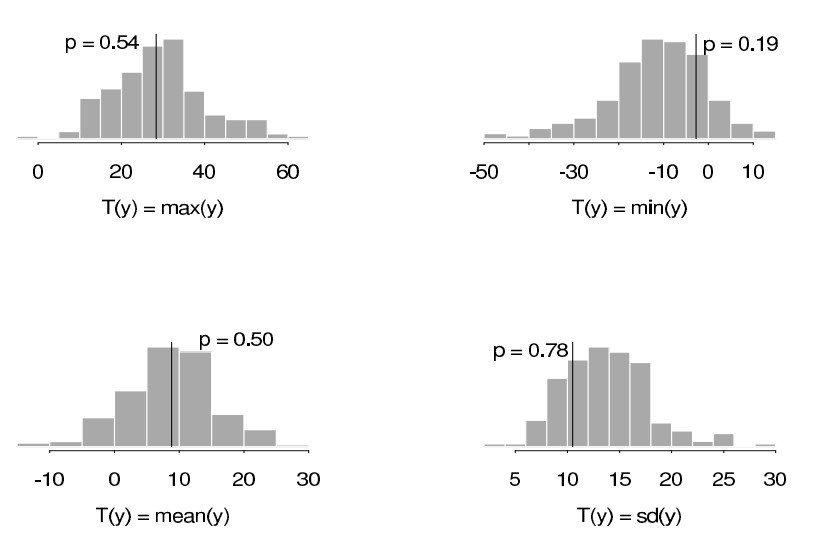 p = 0.54
0 20 40 60
T(y) = max(y)
p = 0.19
-50 -30 -10 0 10
T(y) = min(y)
p = 0.50
-10 0 10 20 30
T(y) = mean(y)
p = 0.78
5 10 15 20 25 30
T(y) = sd(y)